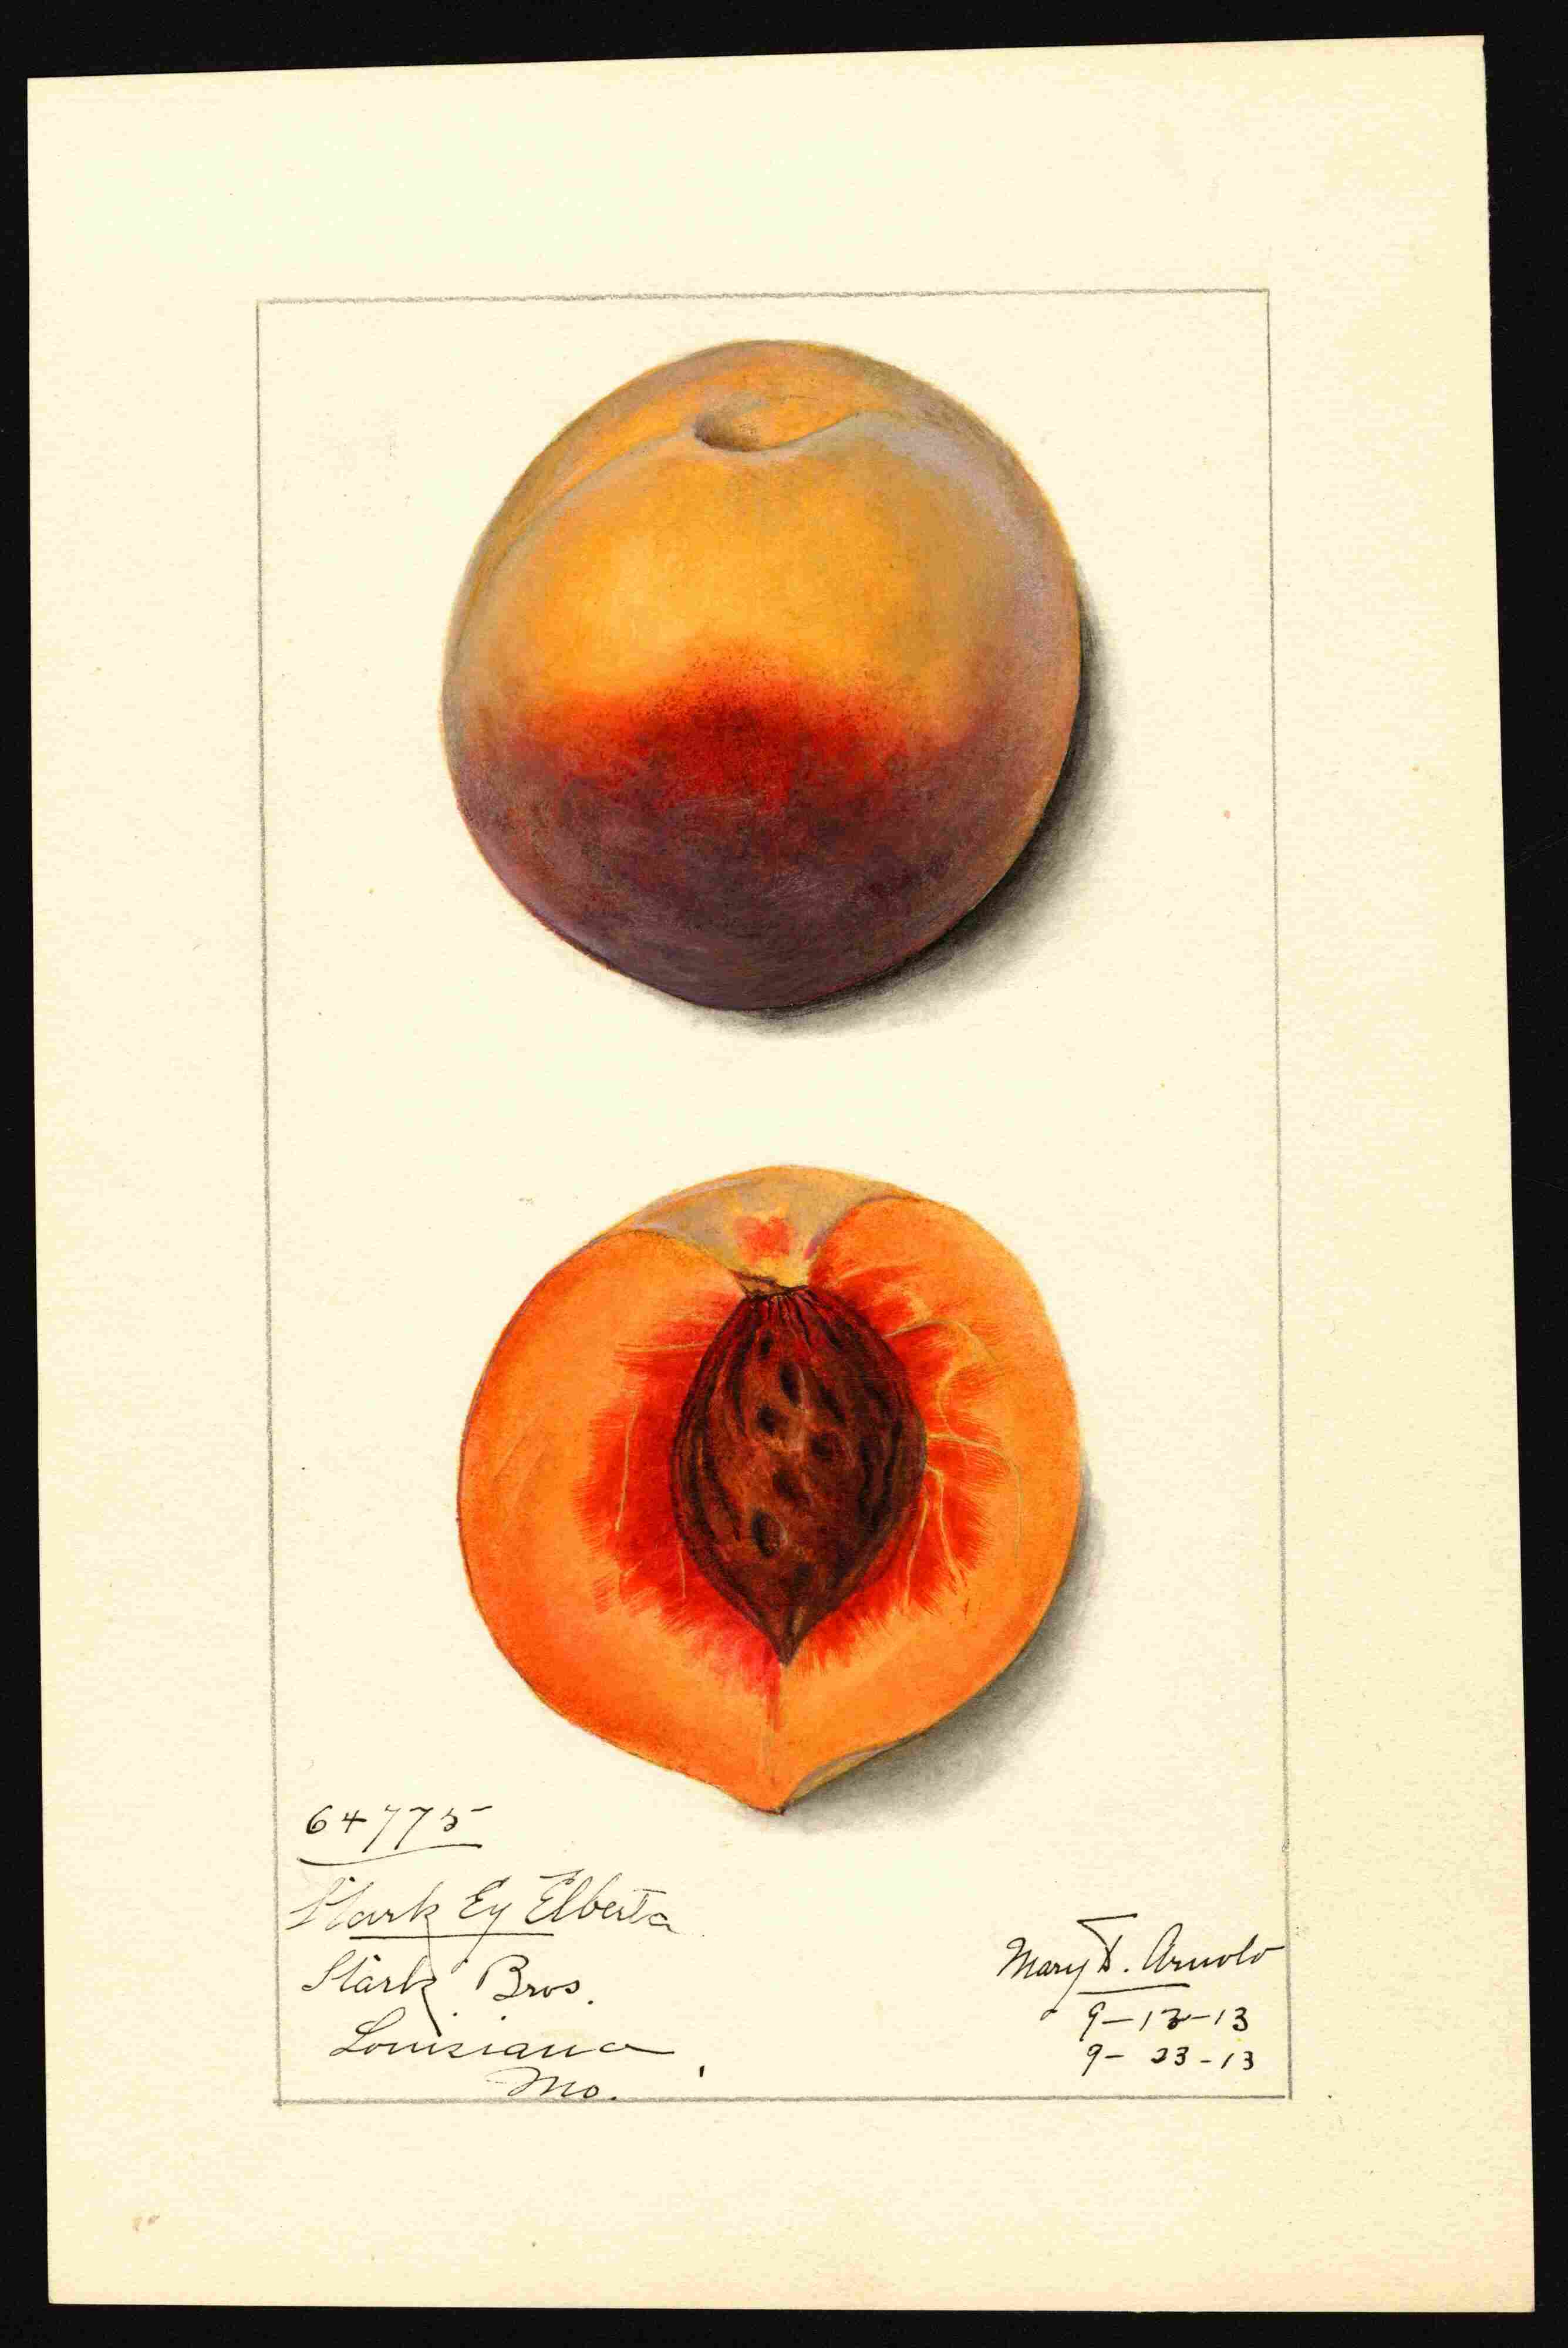 64775
Stark Ey Elberta
Stark Bros.
Louisiana
Mo.
Mary D. Arnold
9-12-13
9-23-13